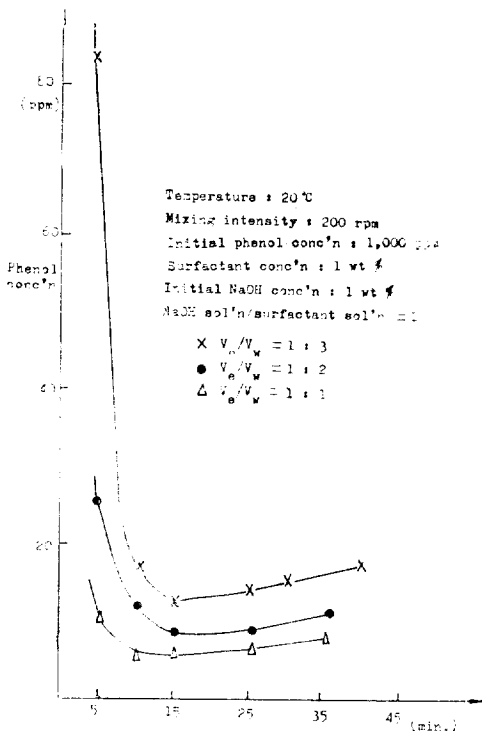 80
(ppm)
Temperature : 20℃
Mixing intensity : 200 rpm
60
Initial phenol conc'n : 1,000 ppm
Phenol
conc'n
Surfactant conc'n : 1 wt %
Initial NaOH conc'n : 1 wt %
NaOH sol'n/surfactant sol'n = 1
× Ve/Vw = 1 : 3
● Ve/Vw = 1 : 2
40
△ Ve/Vw = 1 : 1
20
5 15 25 35 45
(min.)